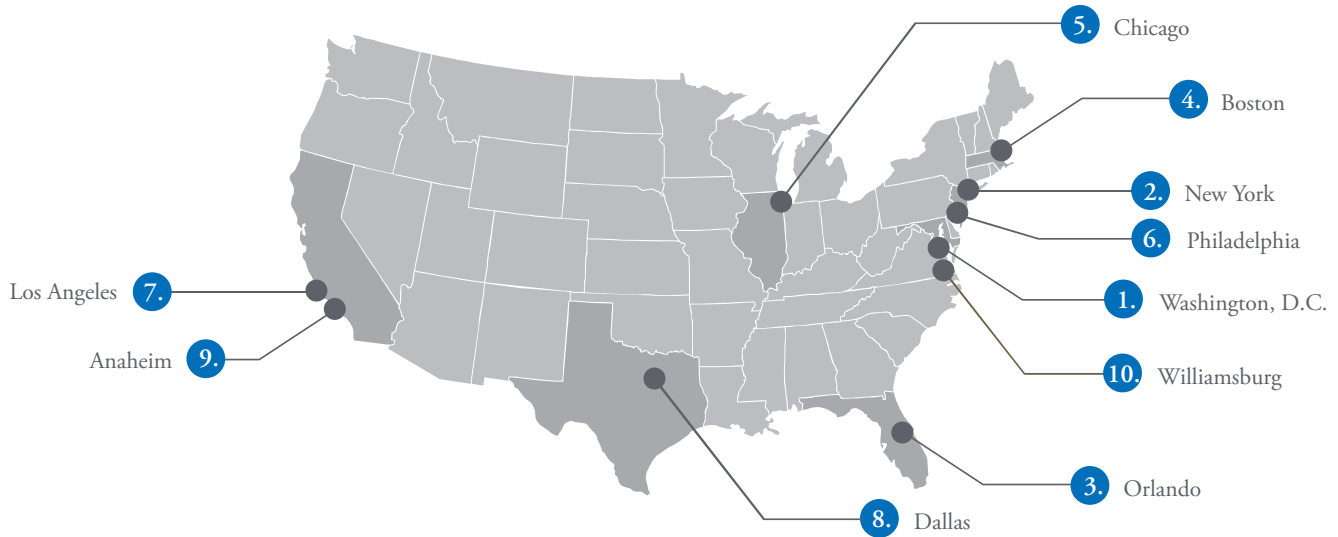 5. Chicago
4. Boston
2. New York
6. Philadelphia
Los Angeles 7.
1. Washington, D.C.
Anaheim 9.
10. Williamsburg
3. Orlando
8. Dallas